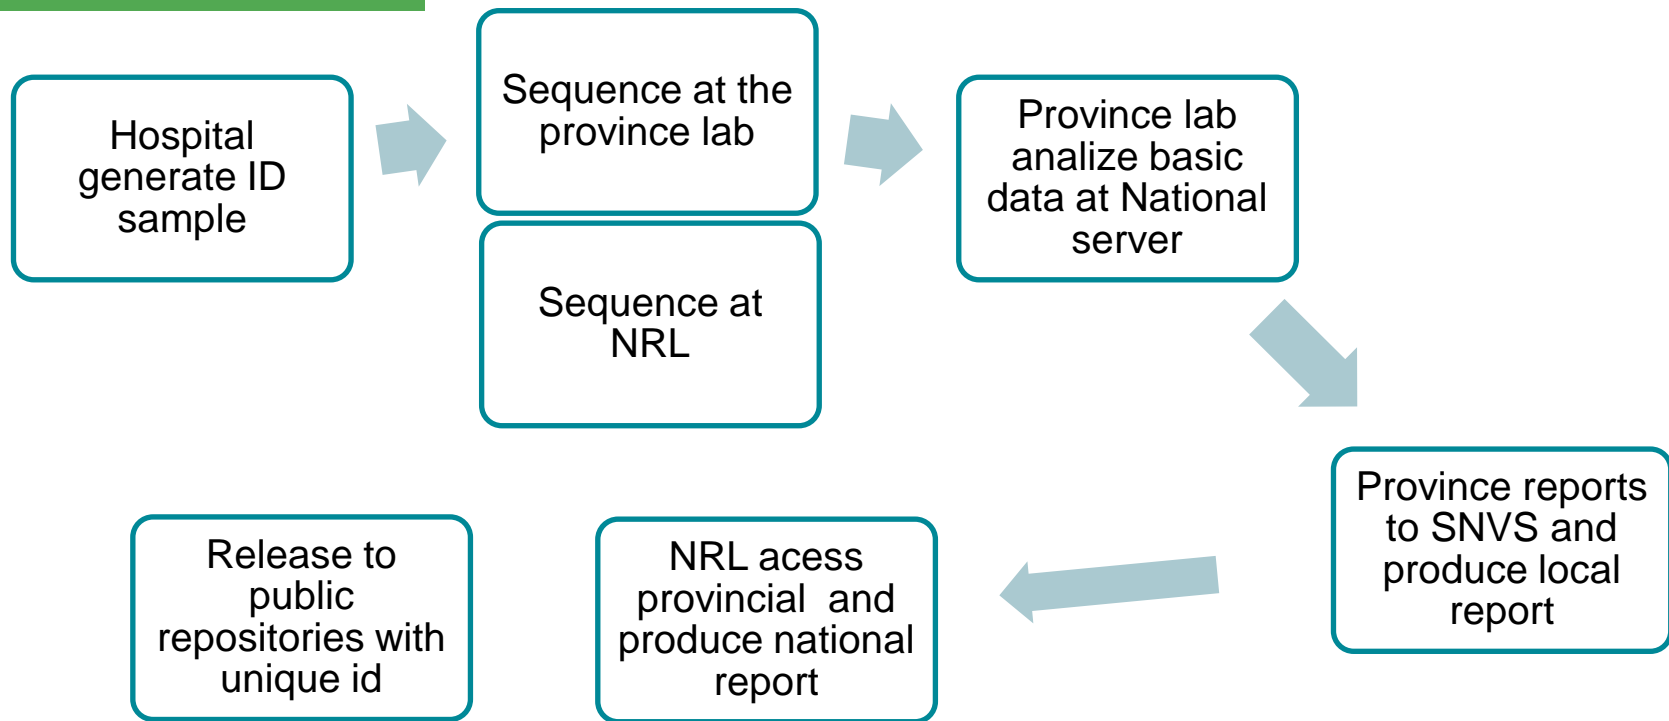 Hospital
generate ID
sample
Sequence at the
province lab
Sequence at
NRL
Province lab
analize basic
data at National
server
Province reports
to SNVS and
produce local
report
NRL acess
provincial and
produce national
report
Release to
public
repositories with
unique id